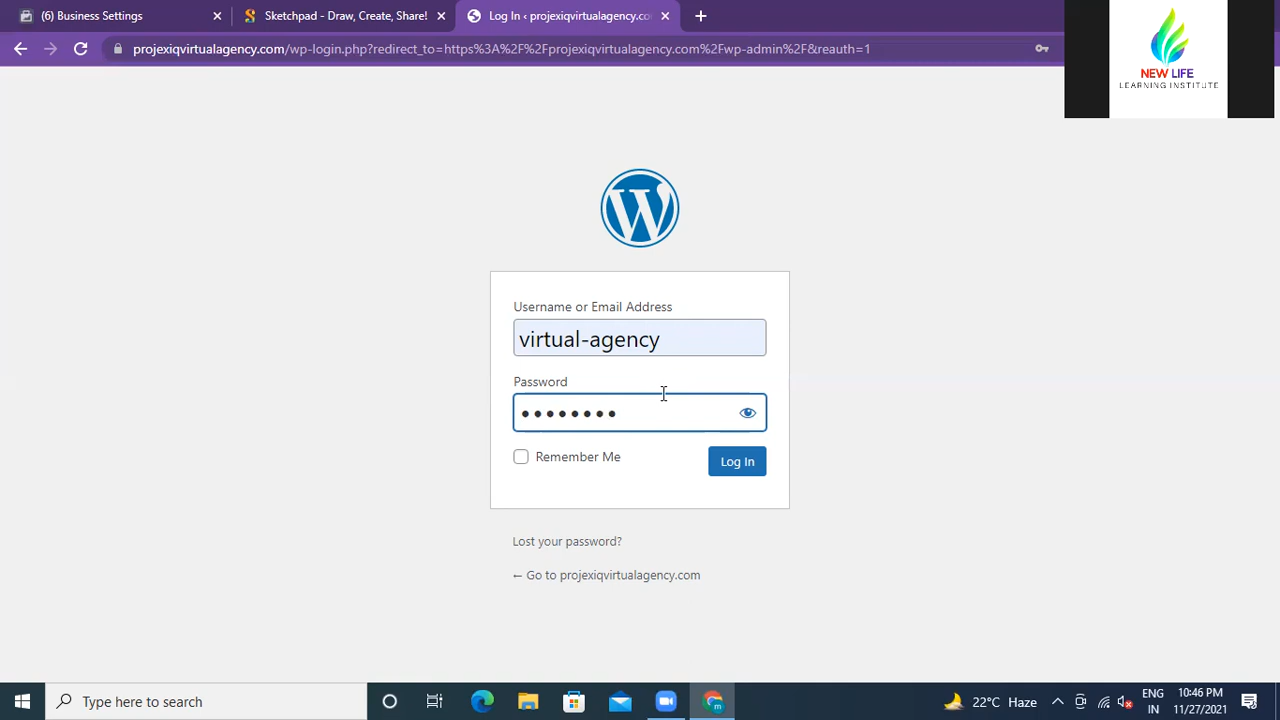 (6) Business Settings
Sketchpad - Draw, Create, Share!
Log In ‹ projexiqvirtualagency.co
projexiqvirtualagency.com/wp-login.php?redirect_to=https%3A%2F%2Fprojexiqvirtualagency.com%2Fwp-admin%2F&reauth=1
NEW LIFE
LEARNING INSTITUTE
Username or Email Address
virtual-agency
Password
Remember Me
Log In
Lost your password?
← Go to projexiqvirtualagency.com
Type here to search
22°C Haze
ENG
IN
10:46 PM
11/27/2021